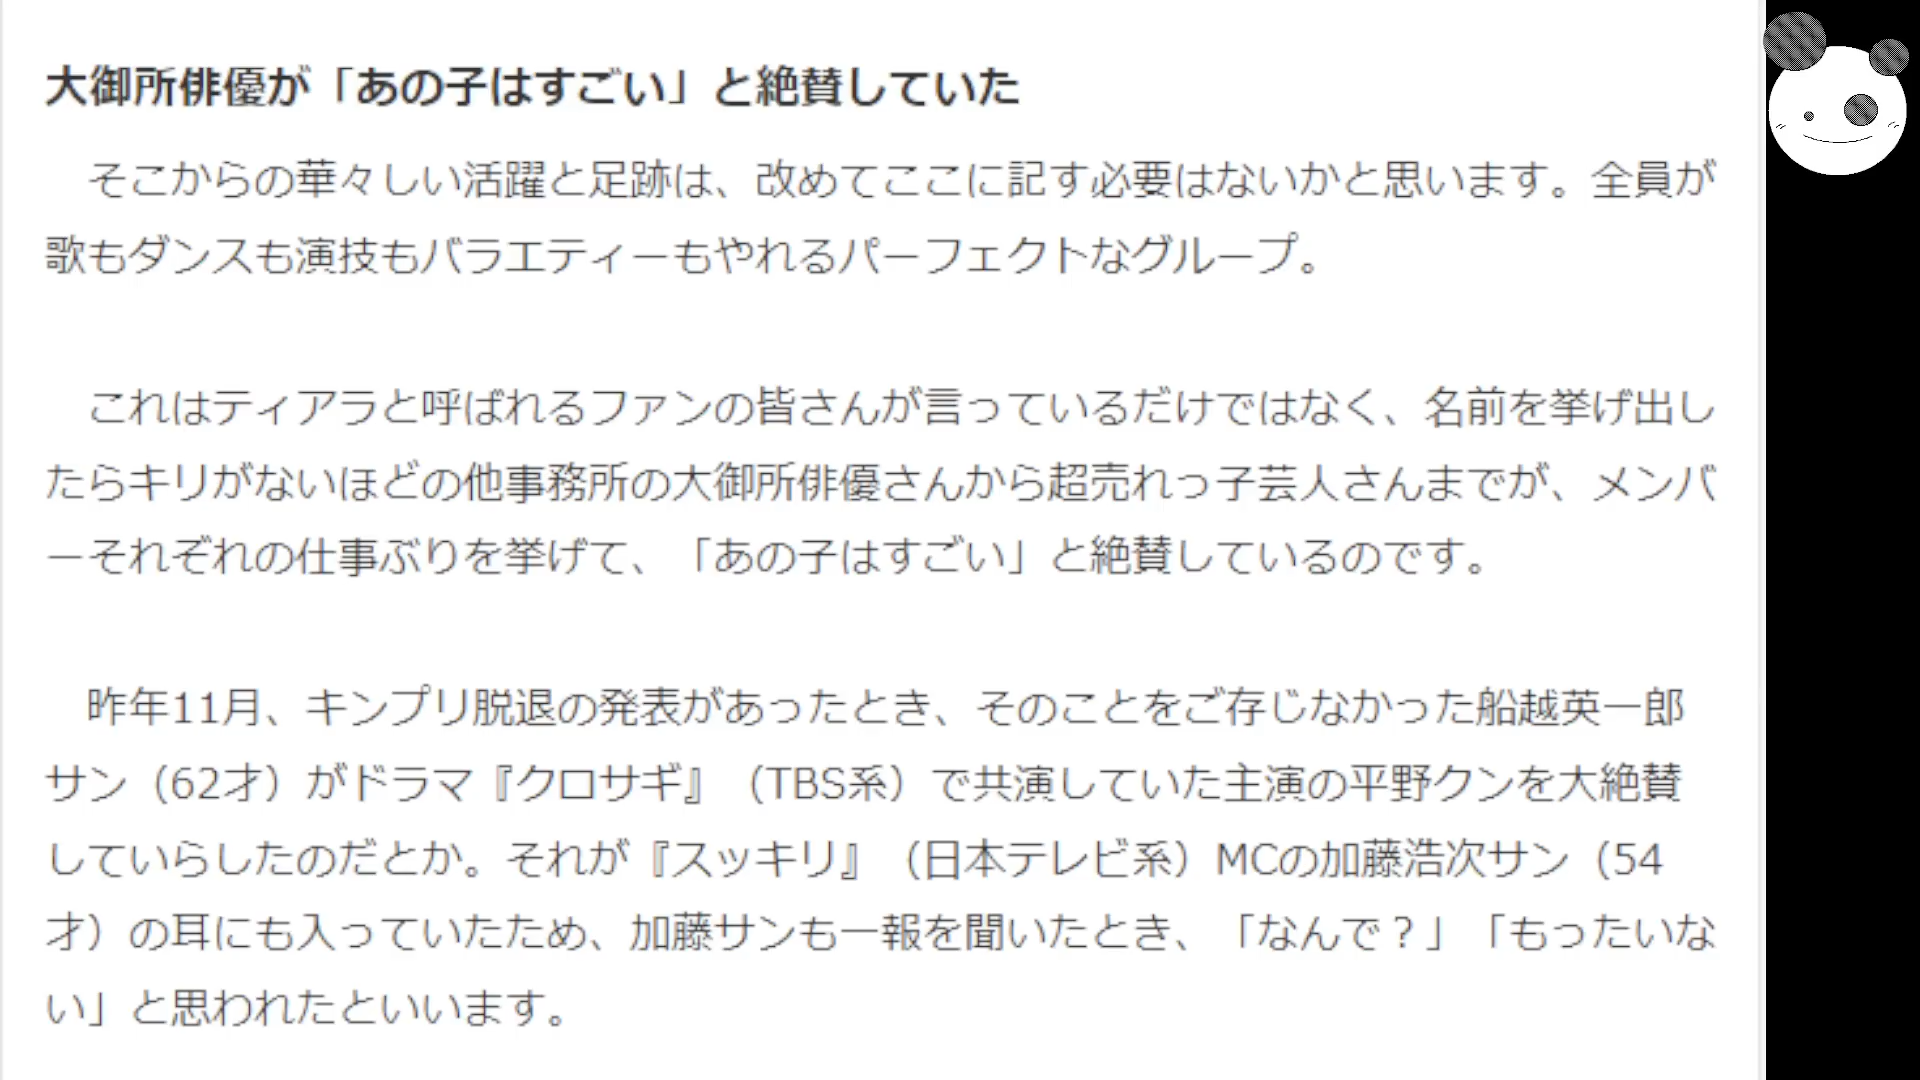 大御所俳優が「あの子はすごい」と絶賛していた
そこからの華々しい活躍と足跡は、改めてここに記す必要はないかと思います。全員が
歌もダンスも演技もバラエティーもやれるパーフェクトなグループ。
これはティアラと呼ばれるファンの皆さんが言っているだけではなく、名前を挙げ出し
たらキリがないほどの他事務所の大御所俳優さんから超売れっ子芸人さんまでが、メンバ
ーそれぞれの仕事ぶりを挙げて、「あの子はすごい」と絶賛しているのです。
昨年11月、キンプリ脱退の発表があったとき、そのことをご存じなかった船越英一郎
サン（62才）がドラマ『クロサギ』（TBS系）で共演していた主演の平野クンを大絶賛
していらしたのだとか。それが『スッキリ』（日本テレビ系）MCの加藤浩次サン（54
才）の耳にも入っていたため、加藤サンも一報を聞いたとき、「なんで？」「もったいな
い」と思われたといいます。